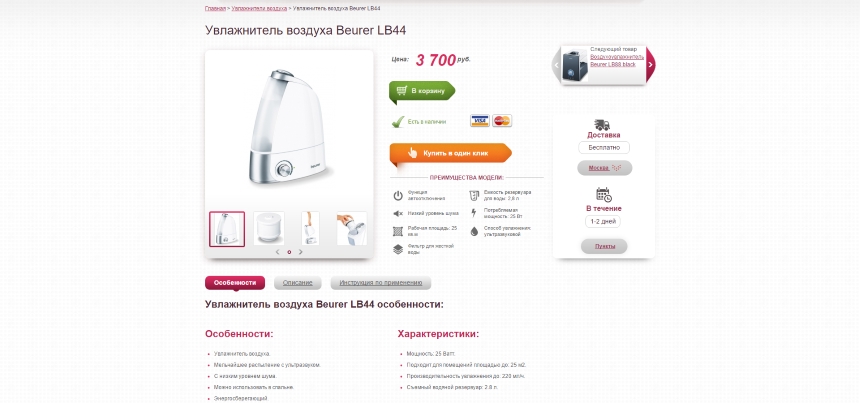 Главная > Увлажнители воздуха > Увлажнитель воздуха Beurer LB44
Увлажнитель воздуха Beurer LB44
Цена: 3 700 руб.
В корзину
Есть в наличии
VISA MasterCard
Купить в один клик
ПРЕИМУЩЕСТВА МОДЕЛИ:
Функция
автоотключения
Емкость резервуара
для воды: 2,8 л
Низкий уровень шума
Потребляемая
мощность: 25 Вт
Рабочая площадь: 25
кв.м
Способ увлажнения:
ультразвуковой
Фильтр для жесткой
воды
Следующий товар
Воздухоувлажнитель
Beurer LB88 black
Доставка
Бесплатно
Москва
В течение
1-2 дней
Пункты
Особенности
Описание
Инструкция по применению
Увлажнитель воздуха Beurer LB44 особенности:
Особенности:
Увлажнитель воздуха.
Мельчайшее распыление с ультразвуком.
С низким уровнем шума.
Можно использовать в спальне.
Энергосберегающий.
Характеристики:
Мощность: 25 Ватт.
Подходит для помещений площадью до: 25 м2.
Производительность увлажнения до: 220 мл/ч.
Съемный водяной резервуар: 2.8 л.